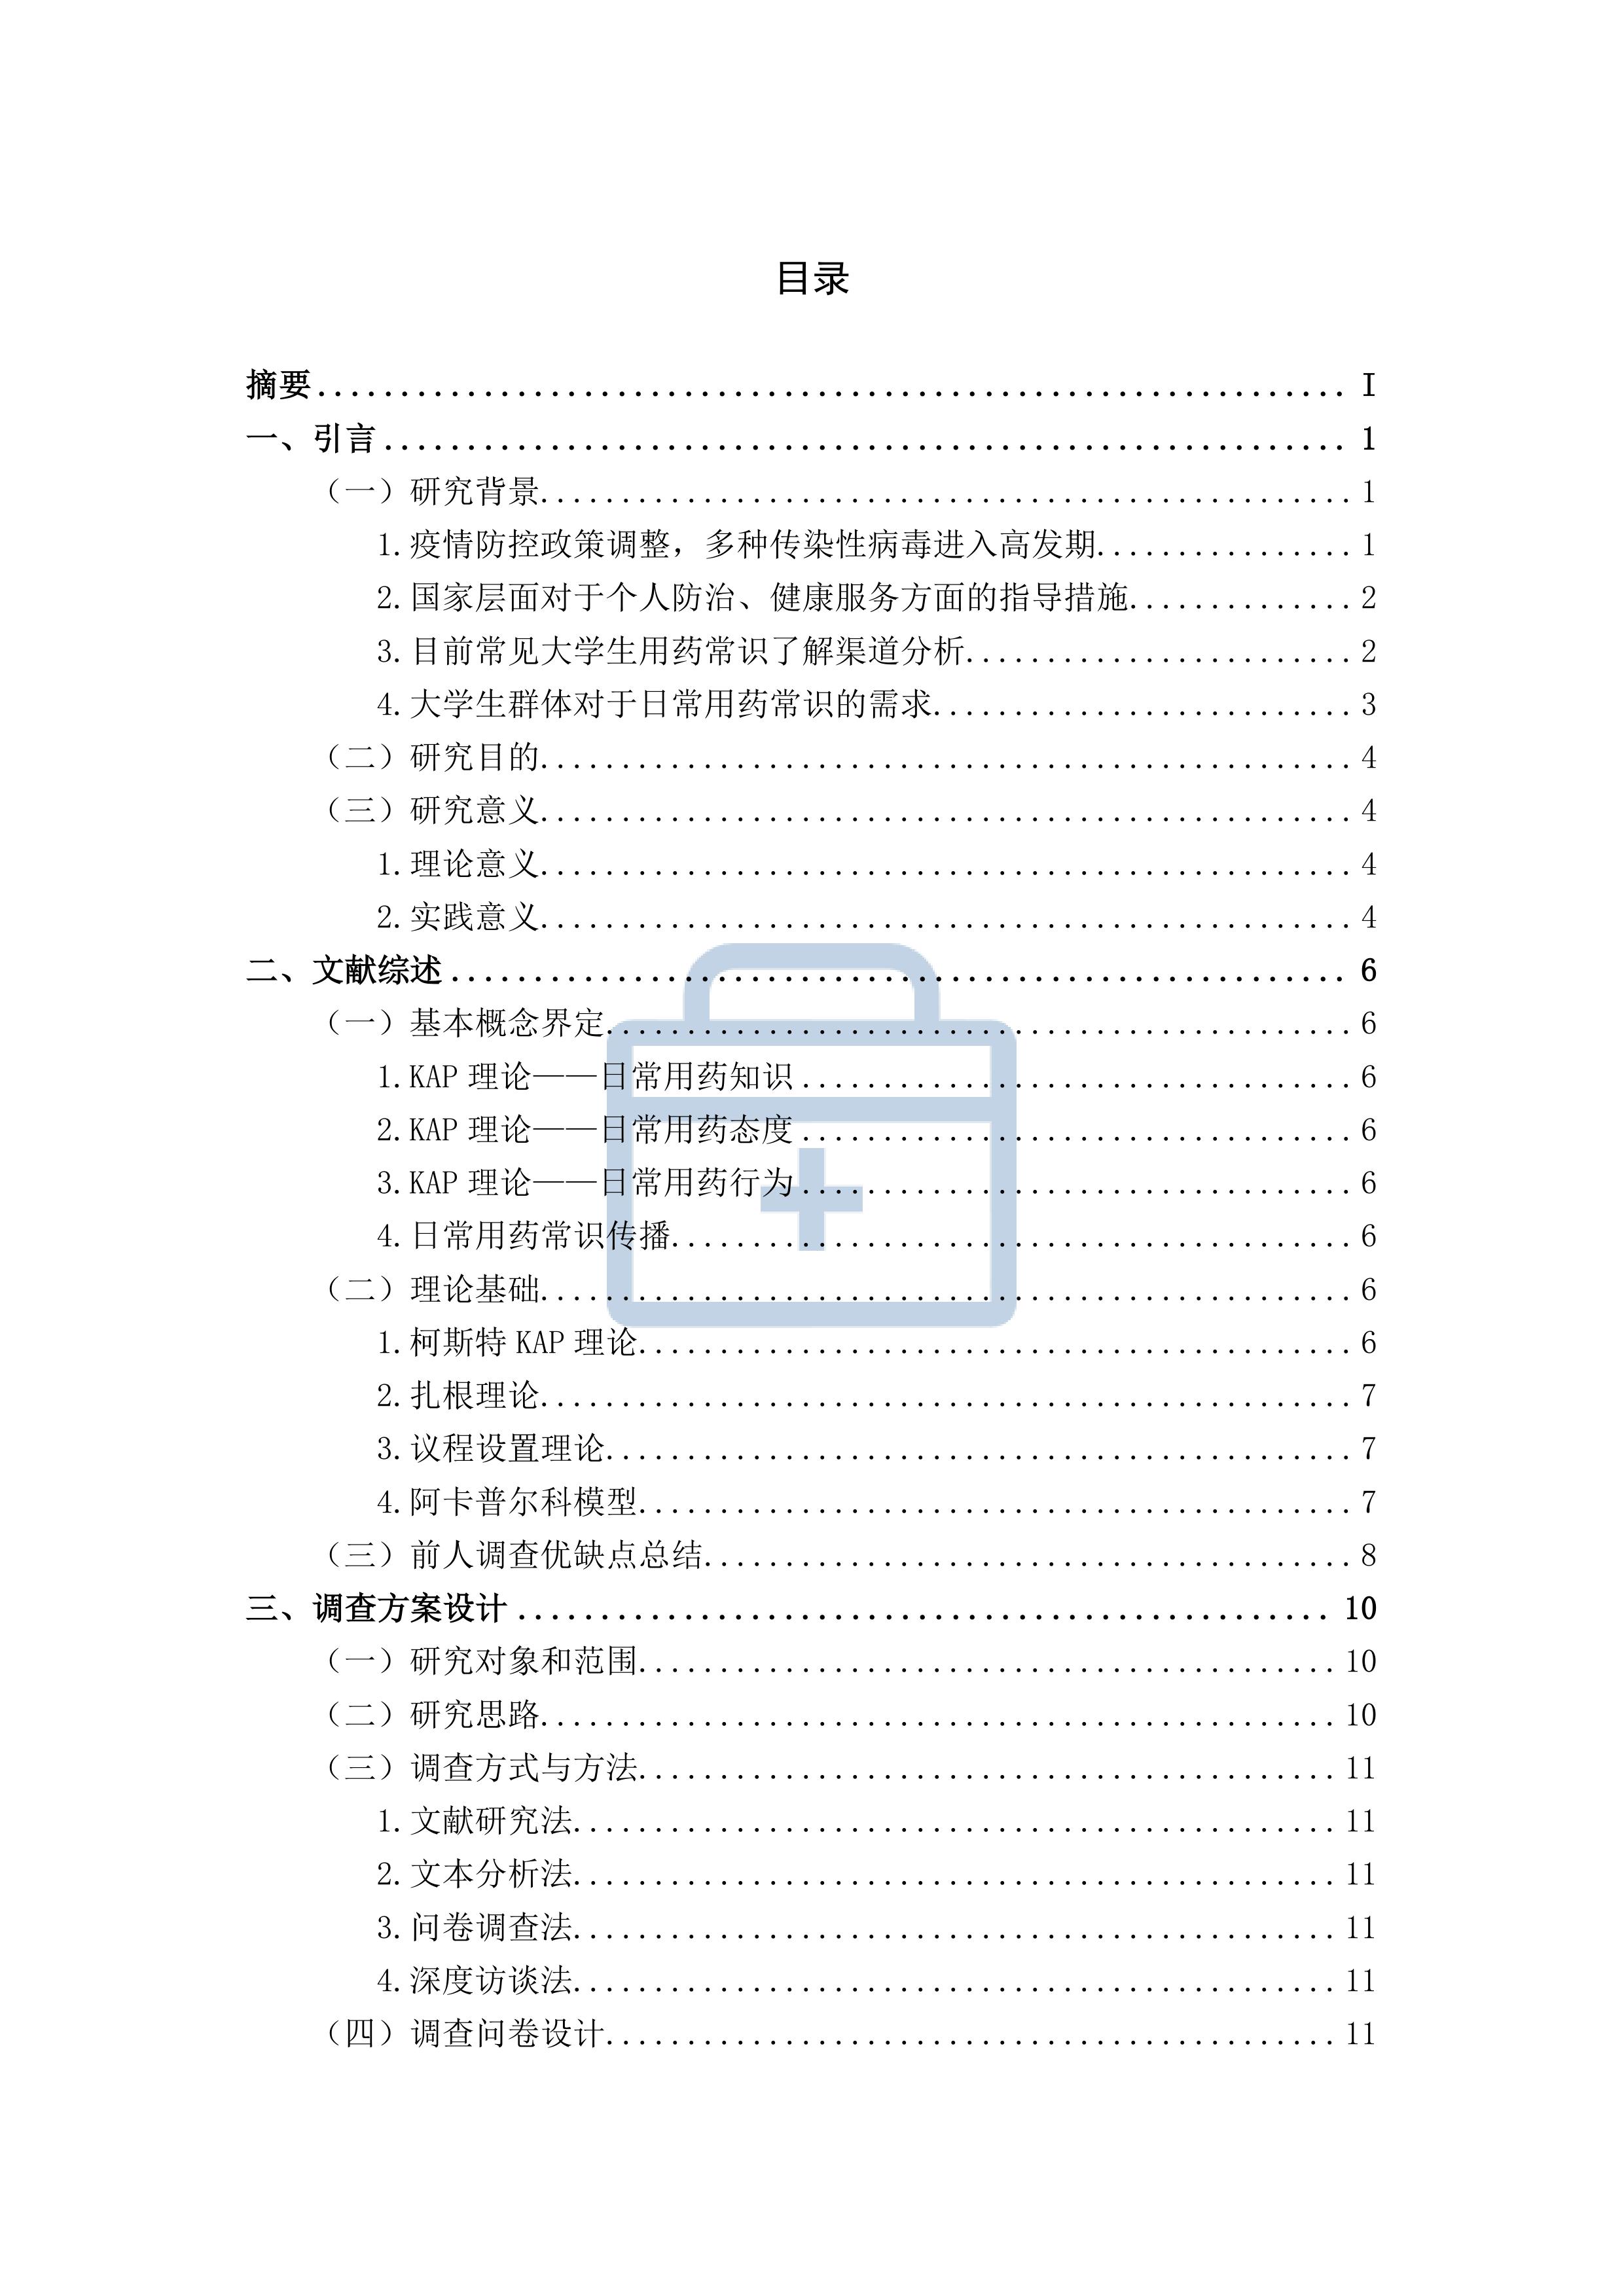 目录
摘要............................................................... I
一、引言........................................................... 1
（一）研究背景.................................................. 1
1.疫情防控政策调整，多种传染性病毒进入高发期................ 1
2.国家层面对于个人防治、健康服务方面的指导措施.............. 2
3.目前常见大学生用药常识了解渠道分析........................ 2
4.大学生群体对于日常用药常识的需求.......................... 3
（二）研究目的.................................................. 4
（三）研究意义.................................................. 4
1.理论意义.................................................. 4
2.实践意义.................................................. 4
二、文献综述....................................................... 6
（一）基本概念界定.............................................. 6
1.KAP 理论——日常用药知识.................................. 6
2.KAP 理论——日常用药态度.................................. 6
3.KAP 理论——日常用药行为.................................. 6
4.日常用药常识传播.......................................... 6
（二）理论基础.................................................. 6
1.柯斯特 KAP 理论........................................... 6
2.扎根理论.................................................. 7
3.议程设置理论.............................................. 7
4.阿卡普尔科模型............................................ 7
（三）前人调查优缺点总结........................................ 8
三、调查方案设计.................................................. 10
（一）研究对象和范围........................................... 10
（二）研究思路................................................. 10
（三）调查方式与方法........................................... 11
1.文献研究法............................................... 11
2.文本分析法............................................... 11
3.问卷调查法............................................... 11
4.深度访谈法............................................... 11
（四）调查问卷设计............................................. 11